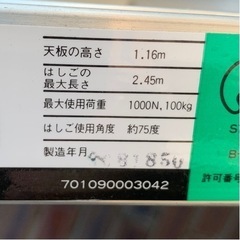 天板の高さ 1.16m
はしごの
最大長さ 2.45m
最大使用荷重 1000N,100kg
はしご使用角度 約75度
製造年月
701090003042
許可番号